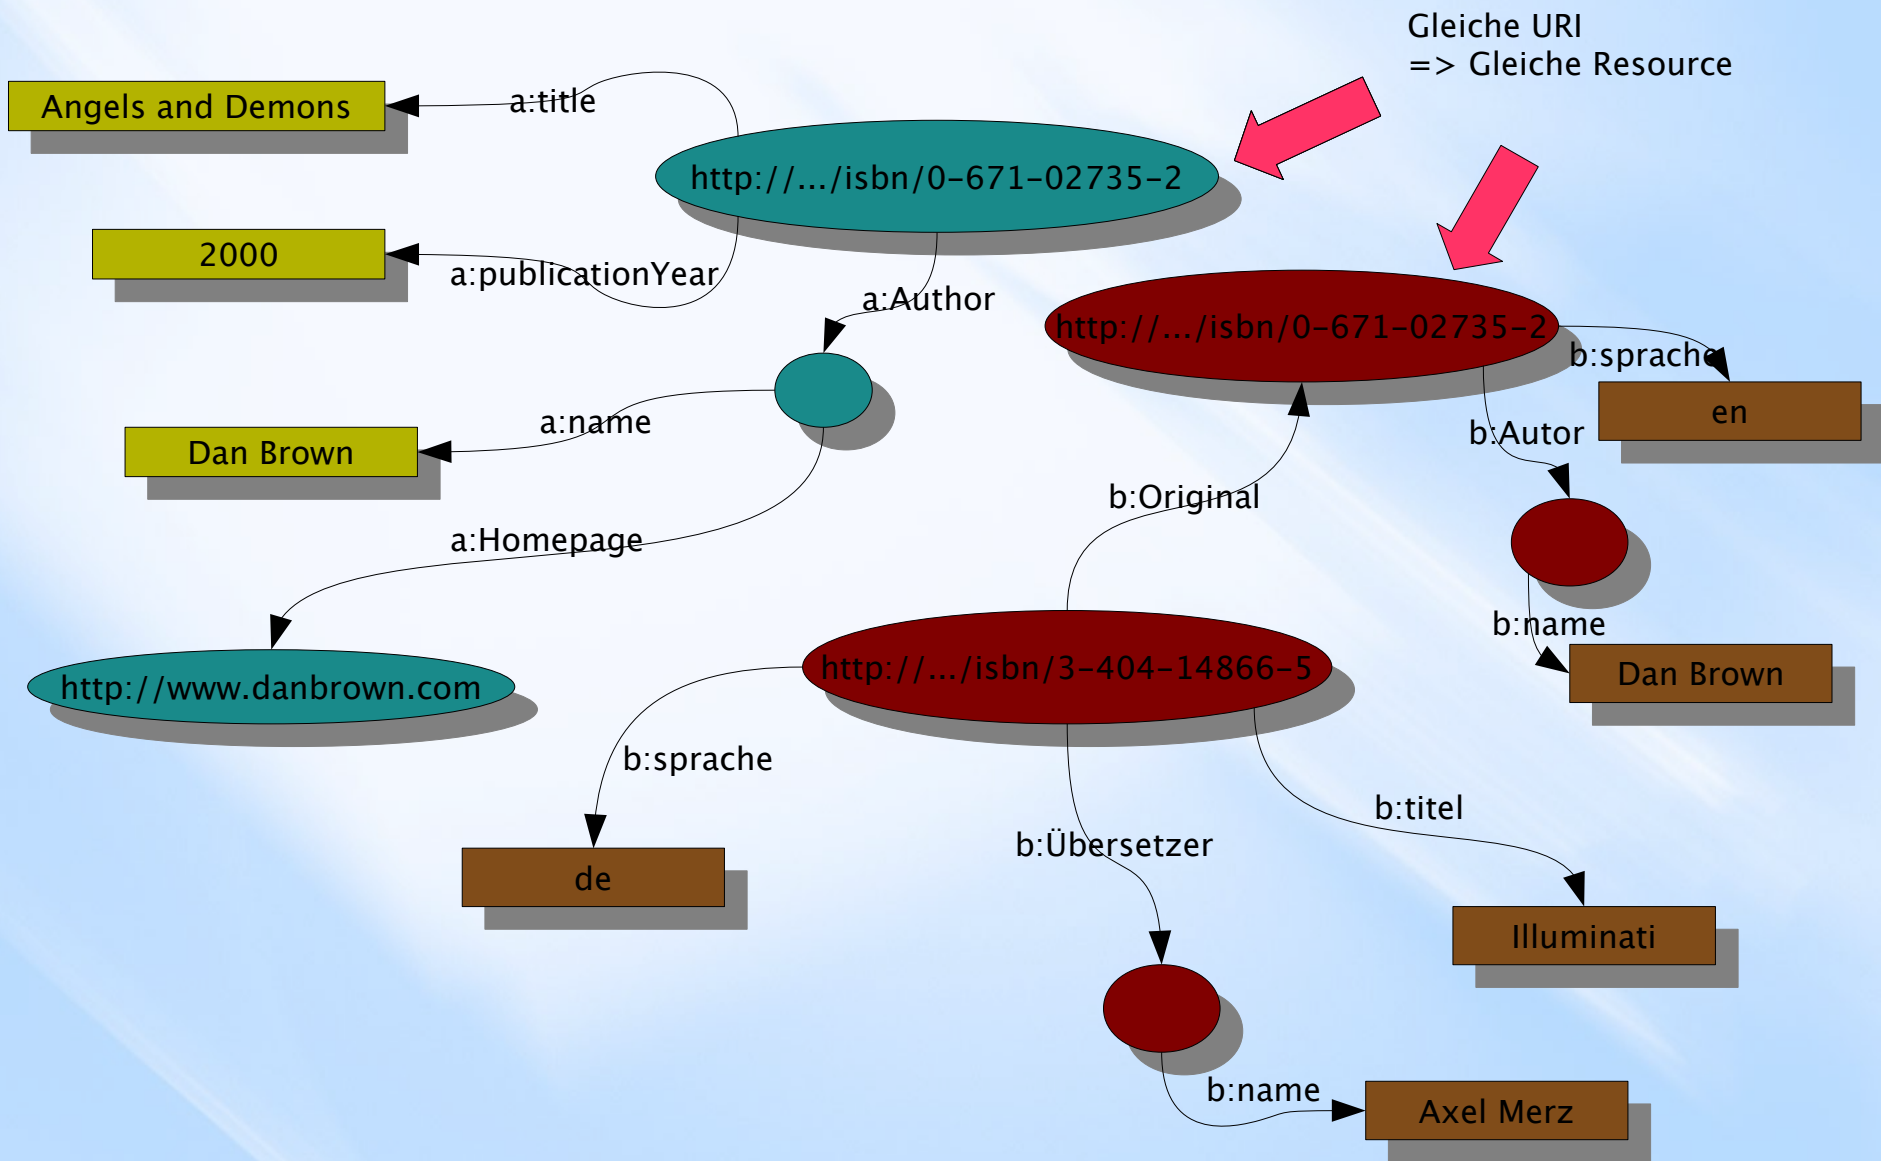 Gleiche URI
=> Gleiche Resource
Angels and Demons
a:title
http://.../isbn/0-671-02735-2
2000
a:publicationYear
a:Author
http://.../isbn/0-671-02735-2
b:sprache
en
a:name
Dan Brown
b:Autor
b:Original
a:Homepage
b:name
http://www.danbrown.com
http://.../isbn/3-404-14866-5
Dan Brown
b:sprache
b:titel
b:Übersetzer
de
Illuminati
b:name
Axel Merz